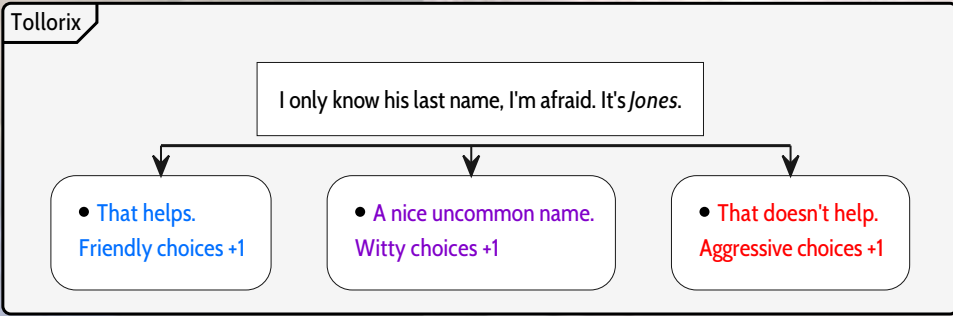 Tollorix
I only know his last name, I'm afraid. It's Jones.
• That helps.
Friendly choices +1
• A nice uncommon name.
Witty choices +1
• That doesn't help.
Aggressive choices +1